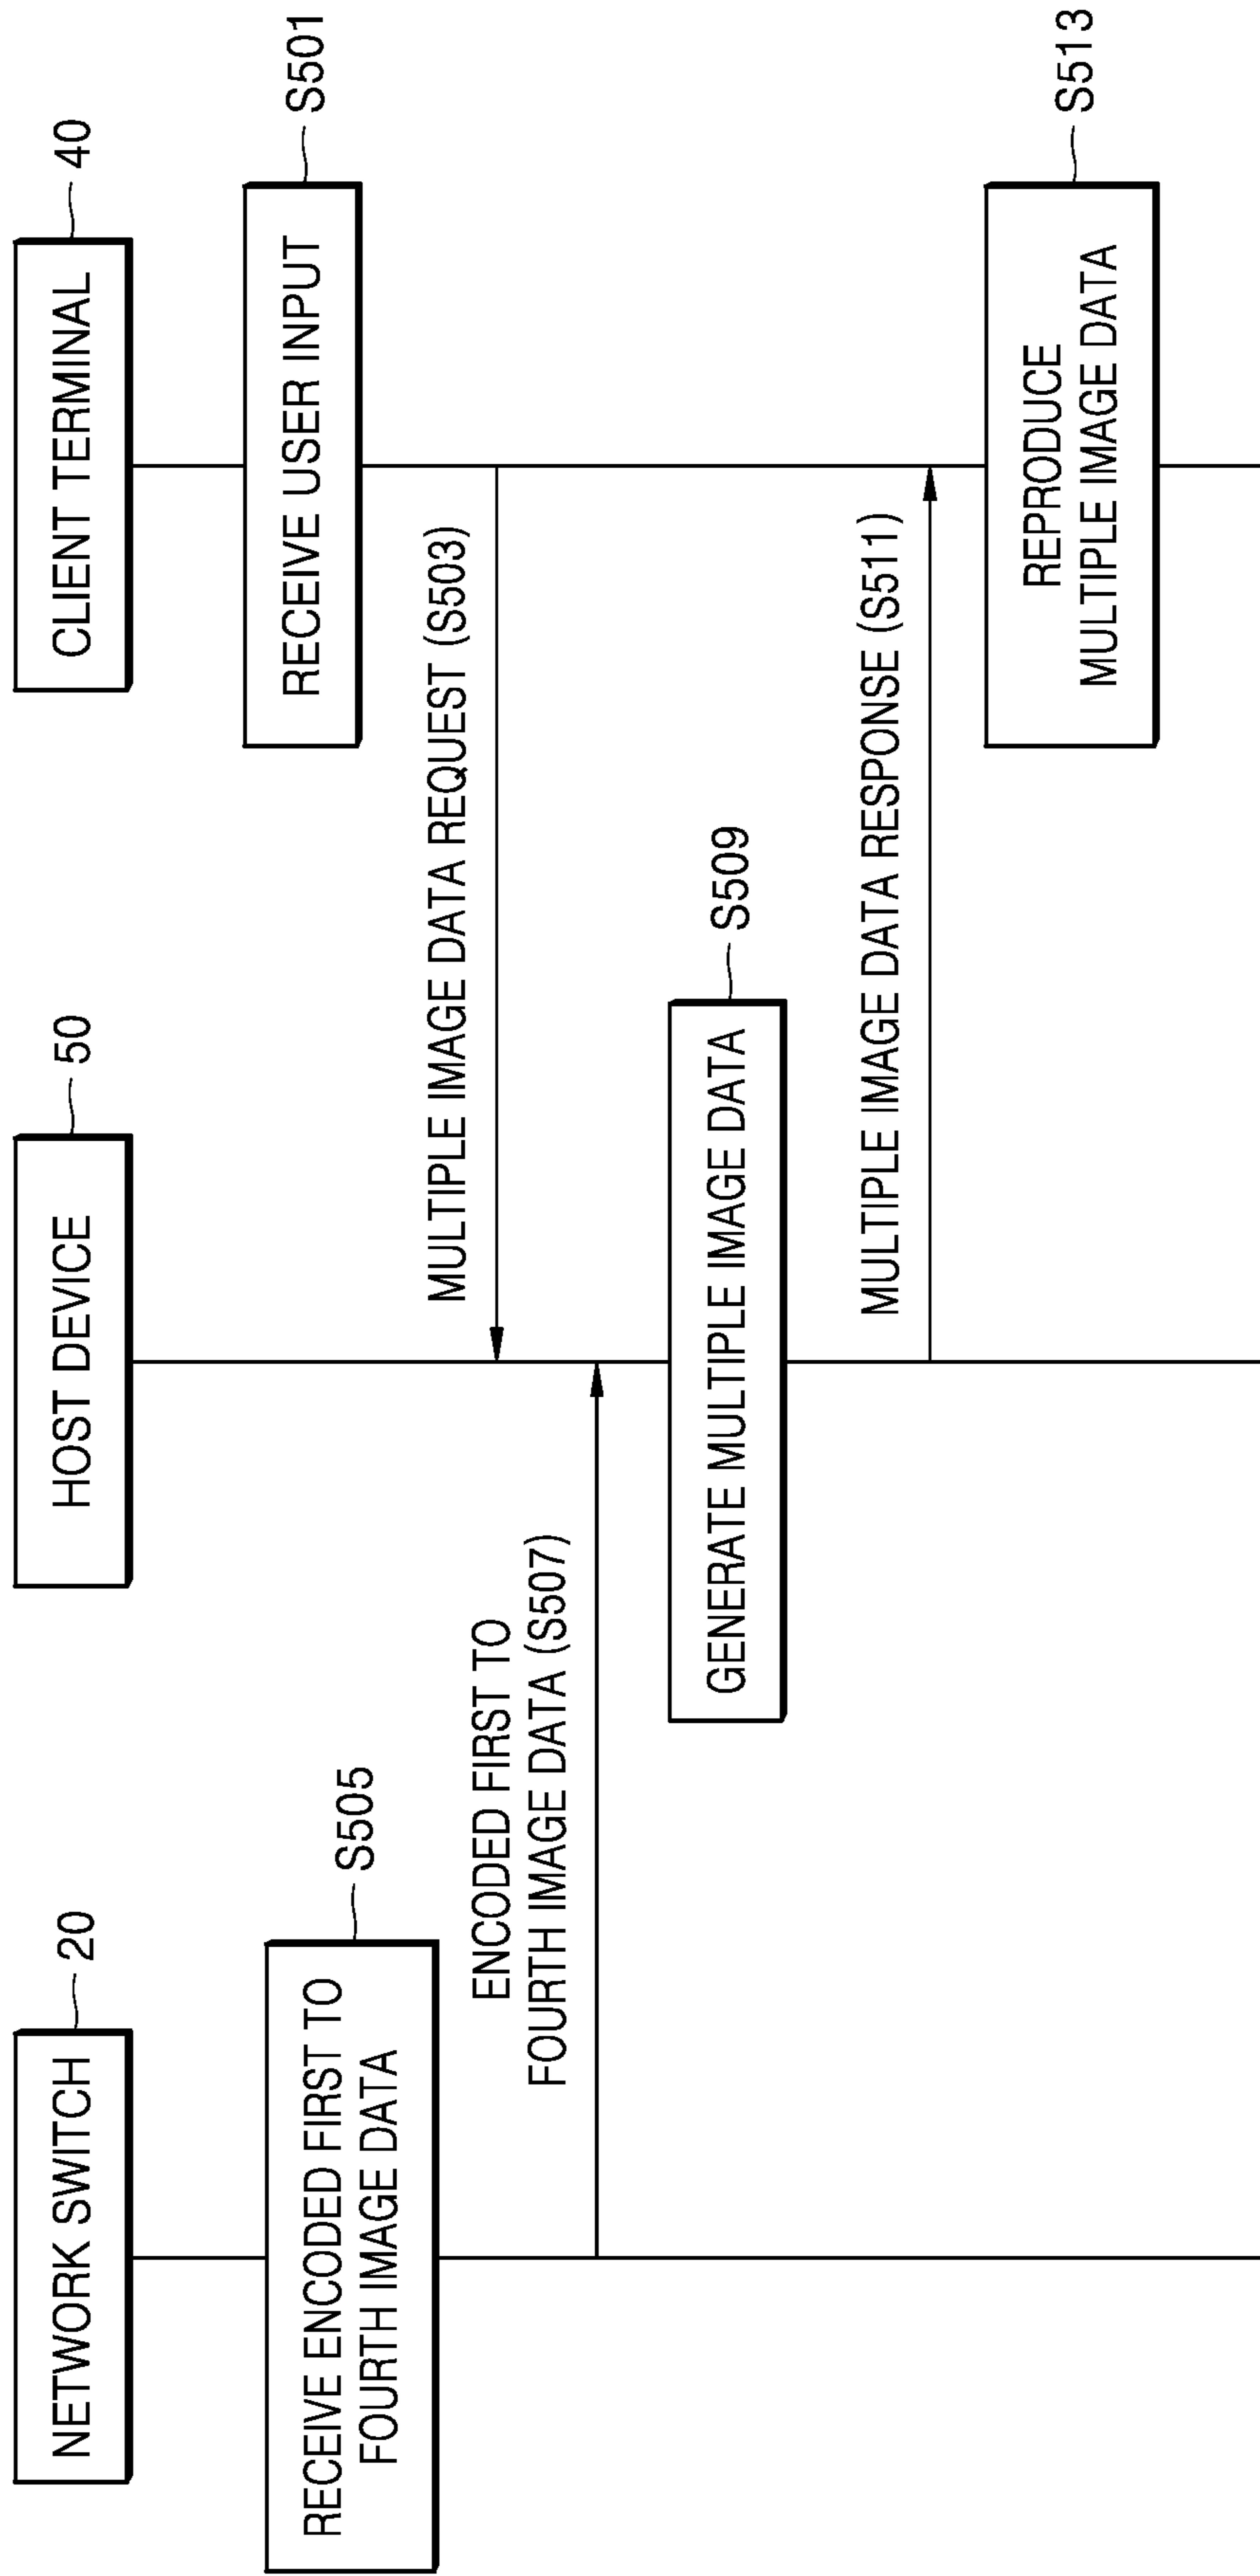 NETWORK SWITCH
20
HOST DEVICE
50
CLIENT TERMINAL
40
RECEIVE USER INPUT
S501
RECEIVE ENCODED FIRST TO
FOURTH IMAGE DATA
S505
MULTIPLE IMAGE DATA REQUEST (S503)
ENCODED FIRST TO
FOURTH IMAGE DATA (S507)
GENERATE MULTIPLE IMAGE DATA
S509
MULTIPLE IMAGE DATA RESPONSE (S511)
REPRODUCE
MULTIPLE IMAGE DATA
S513